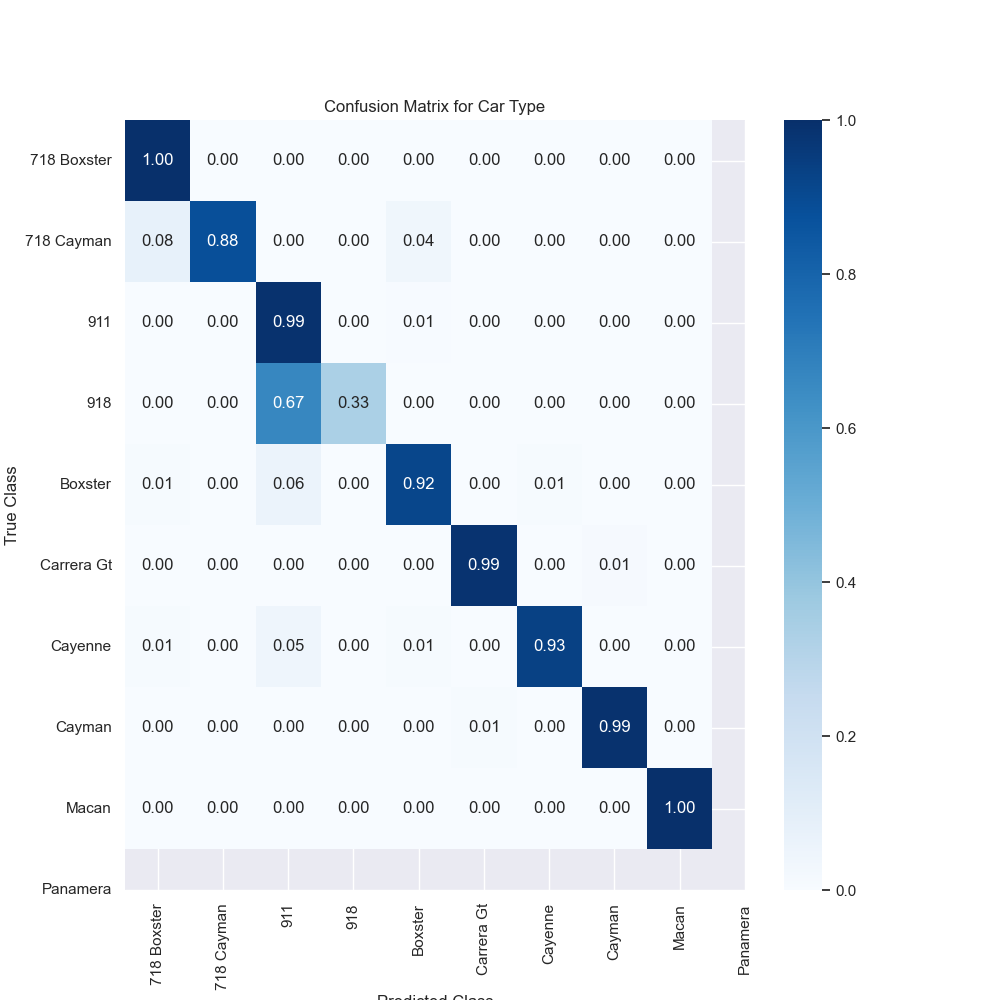 Confusion Matrix for Car Type
718 Boxster 1.00 0.00 0.00 0.00 0.00 0.00 0.00 0.00 0.00
718 Cayman 0.08 0.88 0.00 0.00 0.04 0.00 0.00 0.00 0.00
911 0.00 0.00 0.99 0.00 0.01 0.00 0.00 0.00 0.00
918 0.00 0.00 0.67 0.33 0.00 0.00 0.00 0.00 0.00
Boxster 0.01 0.00 0.06 0.00 0.92 0.00 0.01 0.00 0.00
Carrera Gt 0.00 0.00 0.00 0.00 0.00 0.99 0.00 0.01 0.00
Cayenne 0.01 0.00 0.05 0.00 0.01 0.00 0.93 0.00 0.00
Cayman 0.00 0.00 0.00 0.00 0.00 0.01 0.00 0.99 0.00
Macan 0.00 0.00 0.00 0.00 0.00 0.00 0.00 0.00 1.00
Panamera
True Class
718 Boxster
718 Cayman
911
918
Boxster
Carrera Gt
Cayenne
Cayman
Macan
Panamera
Predicted Class
1.0
0.8
0.6
0.4
0.2
0.0